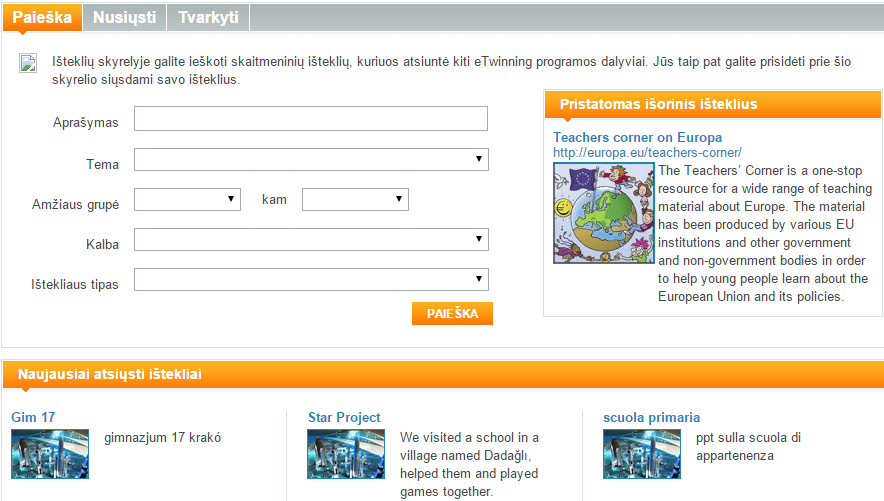 Paieška Nusiųsti Tvarkyti
Išteklių skyrelyje galite ieškoti skaitmeninių išteklių, kuriuos atsiuntė kiti eTwinning programos dalyviai. Jūs taip pat galite prisidėti prie šio
skyrelio siųsdami savo išteklius.
Aprašymas
Tema
Amžiaus grupė kam
Kalba
Ištekliaus tipas
PAIEŠKA
Pristatomas išorinis išteklius
Teachers corner on Europa
http://europa.eu/teachers-corner/
The Teachers' Corner is a one-stop
resource for a wide range of teaching
material about Europe. The material
has been produced by various EU
institutions and other government
and non-government bodies in order
to help young people learn about the
European Union and its policies.
Naujausiai atsiųsti ištekliai
Gim 17
gimnazjum 17 krakó
Star Project
We visited a school in a
village named Dadağlı,
helped them and played
games together.
scuola primaria
ppt sulla scuola di
appartenenza